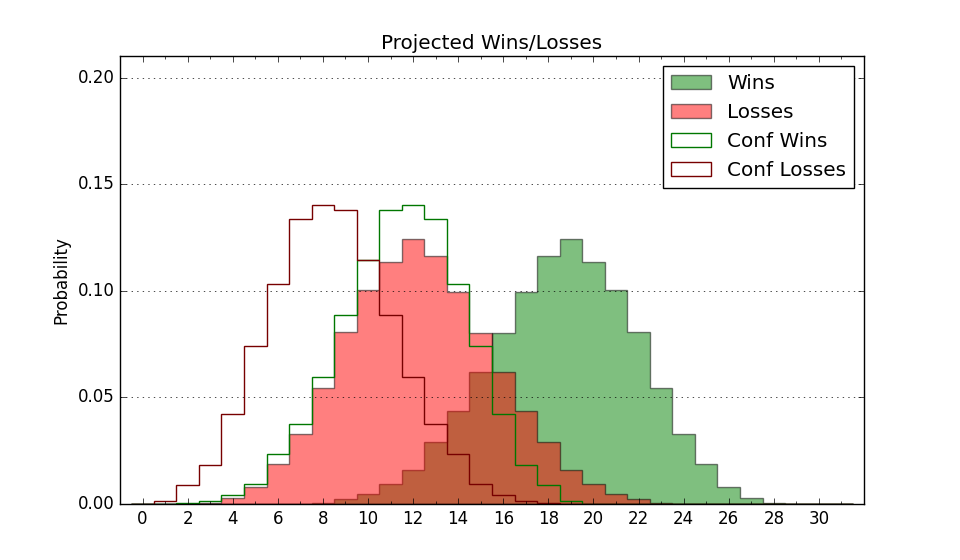 Projected Wins/Losses
Wins
Losses
Conf Wins
Conf Losses
Probability
0.20
0.15
0.10
0.05
0.00
0 2 4 6 8 10 12 14 16 18 20 22 24 26 28 30